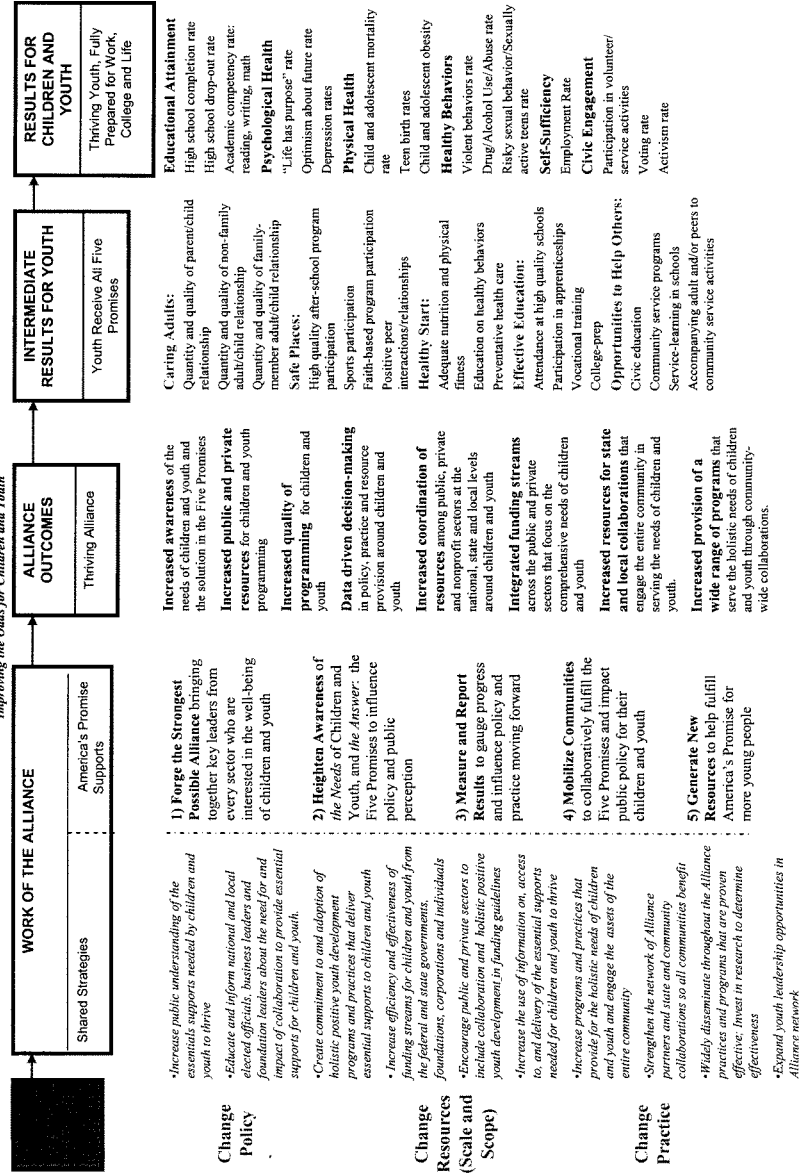 Improving the Odds for Children and Youth
WORK OF THE ALLIANCE
Shared Strategies
America's Promise
Supports
ALLIANCE
OUTCOMES
Thriving Alliance
INTERMEDIATE
RESULTS FOR YOUTH
Youth Receive All Five
Promises
RESULTS FOR
CHILDREN AND
YOUTH
Thriving Youth, Fully
Prepared for Work,
College and Life
Change
Policy
Change
Resources
(Scale and
Scope)
Change
Practice
•Increase public understanding of the
essentials supports needed by children and
youth to thrive
•Educate and inform national and local
elected officials, business leaders and
foundation leaders about the need for and
impact of collaboration to provide essential
supports for children and youth.
•Create commitment to and adoption of
holistic positive youth development
programs and practices that deliver
essential supports to children and youth
• Increase efficiency and effectiveness of
funding streams for children and youth from
the federal and state governments,
foundations, corporations and individuals
•Encourage public and private sectors to
include collaboration and holistic positive
youth development in funding guidelines
•Increase the use of information on, access
to, and delivery of the essential supports
needed for children and youth to thrive
•Increase programs and practices that
provide for the holistic needs of children
and youth and engage the assets of the
entire community
•Strengthen the network of Alliance
partners and state and community
collaborations so all communities benefit
•Widely disseminate throughout the Alliance
practices and programs that are proven
effective; Invest in research to determine
effectiveness
•Expand youth leadership opportunities in
Alliance network
1) Forge the Strongest
Possible Alliance bringing
together key leaders from
every sector who are
interested in the well-being
of children and youth
2) Heighten Awareness of
the Needs of Children and
Youth, and the Answer: the
Five Promises to influence
policy and public
perception
3) Measure and Report
Results to gauge progress
and influence policy and
practice moving forward
4) Mobilize Communities
to collaboratively fulfill the
Five Promises and impact
public policy for their
children and youth
5) Generate New
Resources to help fulfill
America's Promise for
more young people
Increased awareness of the
needs of children and youth and
the solution in the Five Promises
Increased public and private
resources for children and youth
programming
Increased quality of
programming for children and
youth
Data driven decision-making
in policy, practice and resource
provision around children and
youth
Increased coordination of
resources among public, private
and nonprofit sectors at the
national, state and local levels
around children and youth
Integrated funding streams
across the public and private
sectors that focus on the
comprehensive needs of children
and youth
Increased resources for state
and local collaborations that
engage the entire community in
serving the needs of children and
youth.
Increased provision of a
wide range of programs that
serve the holistic needs of children
and youth through community-
wide collaborations.
Caring Adults:
Quantity and quality of parent/child
relationship
Quantity and quality of non-family
adult/child relationship
Quantity and quality of family-
member adult/child relationship
Safe Places:
High quality after-school program
participation
Sports participation
Faith-based program participation
Positive peer
interactions/relationships
Healthy Start:
Adequate nutrition and physical
fitness
Education on healthy behaviors
Preventative health care
Effective Education:
Attendance at high quality schools
Participation in apprenticeships
Vocational training
College-prep
Opportunities to Help Others:
Civic education
Community service programs
Service-learning in schools
Accompanying adult and/or peers to
community service activities
Educational Attainment
High school completion rate
High school drop-out rate
Academic competency rate:
reading, writing, math
Psychological Health
"Life has purpose" rate
Optimism about future rate
Depression rates
Physical Health
Child and adolescent mortality
rate
Teen birth rates
Child and adolescent obesity
Healthy Behaviors
Violent behaviors rate
Drug/Alcohol Use/Abuse rate
Risky sexual behavior/Sexually
active teens rate
Self-Sufficiency
Employment Rate
Civic Engagement
Participation in volunteer/
service activities
Voting rate
Activism rate